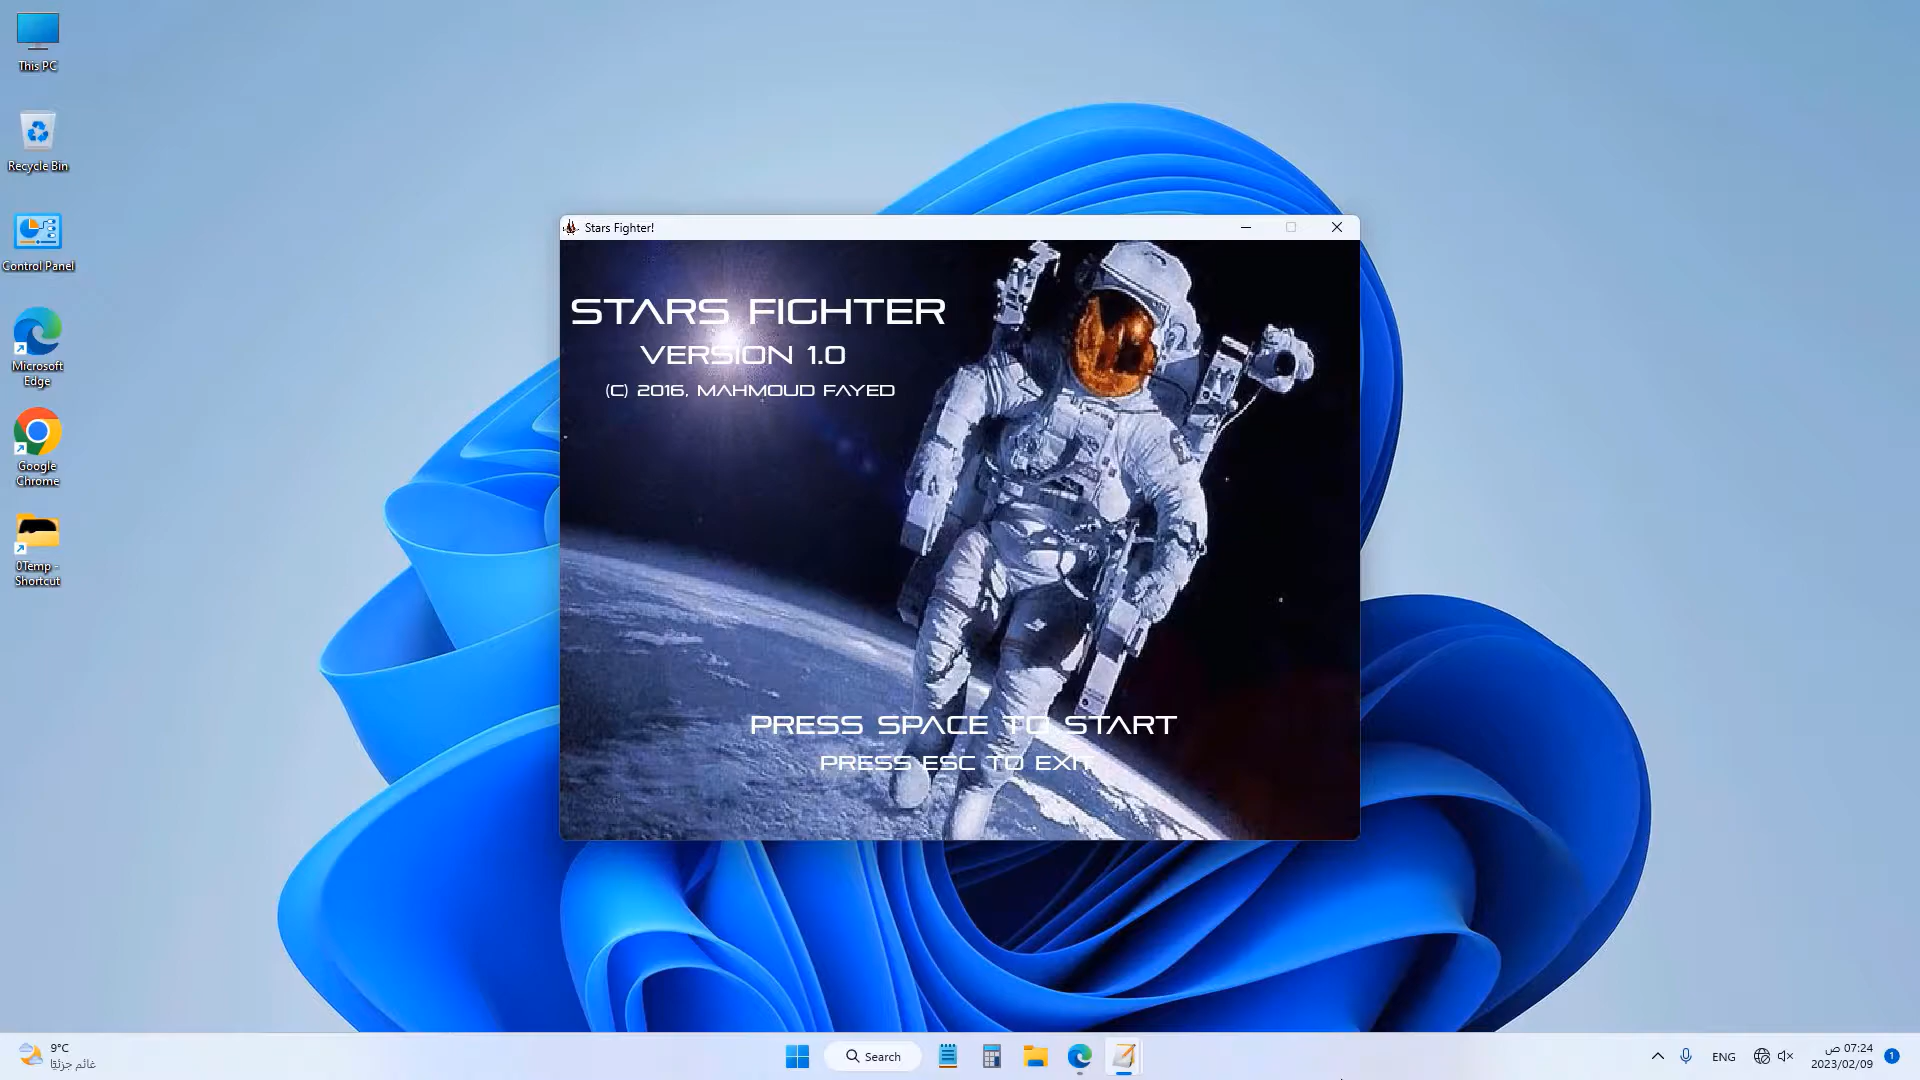 This PC
Recycle Bin
Control Panel
Microsoft
Edge
Google
Chrome
0Temp -
Shortcut
Stars Fighter!
STARS FIGHTER
VERSION 1.0
(C) 2016, MAHMOUD FAYED
PRESS SPACE TO START
PRESS ESC TO EXIT
9°C
غائم جزئيًا
Search
ENG
07:24 ص
2023/02/09
1